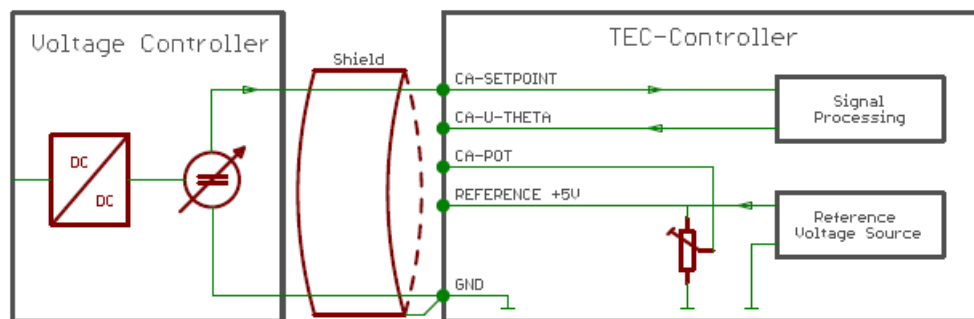 Voltage Controller
TEC-Controller
Shield
CA-SETPOINT
CA-U-THETA
CA-POT
REFERENCE +5V
GND
DC
DC
Signal
Processing
Reference
Voltage Source